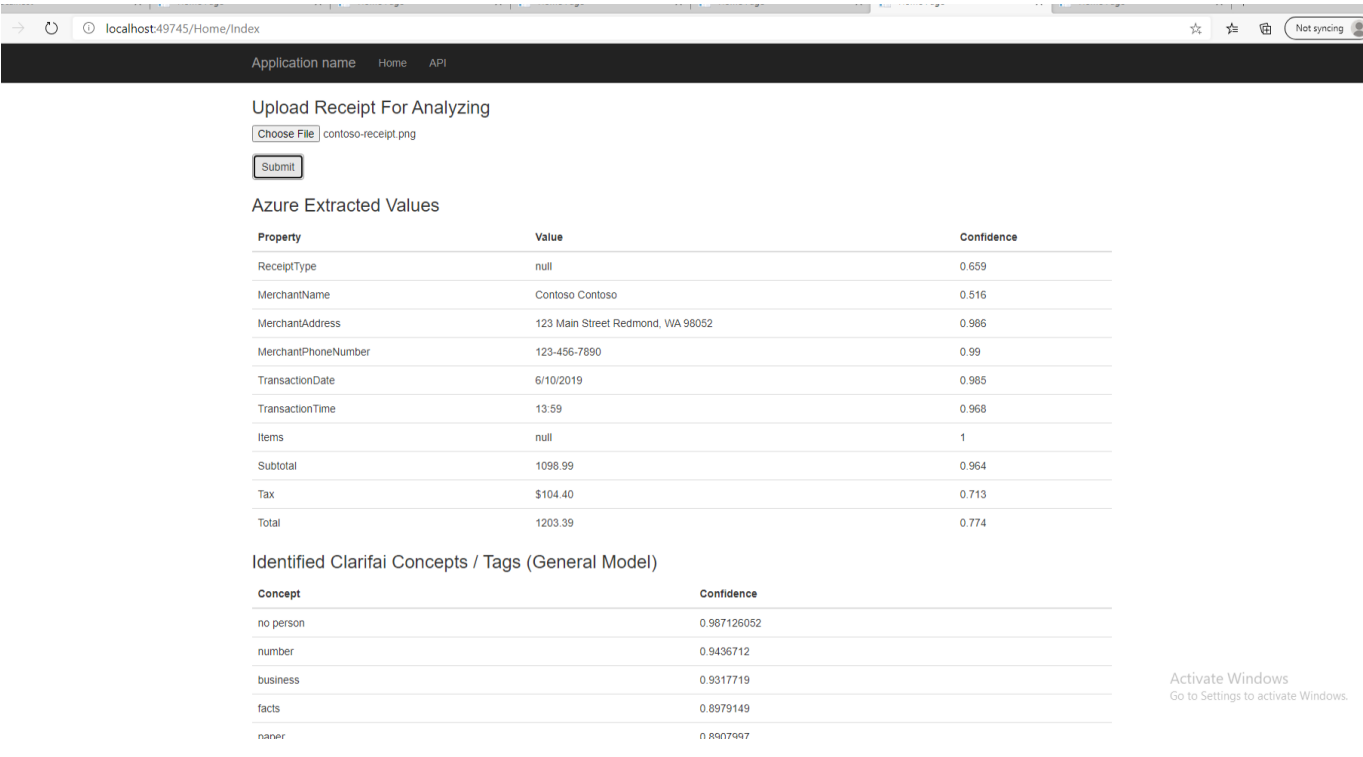 localhost:49745/Home/Index
Not syncing
Application name Home API
Upload Receipt For Analyzing
Choose File contoso-receipt.png
Submit
Azure Extracted Values
Property Value Confidence
ReceiptType null 0.659
MerchantName Contoso Contoso 0.516
MerchantAddress 123 Main Street Redmond, WA 98052 0.986
MerchantPhoneNumber 123-456-7890 0.99
TransactionDate 6/10/2019 0.985
TransactionTime 13:59 0.968
Items null 1
Subtotal 1098.99 0.964
Tax $104.40 0.713
Total 1203.39 0.774
Identified Clarifai Concepts / Tags (General Model)
Concept Confidence
no person 0.987126052
number 0.9436712
business 0.9317719
facts 0.8979149
paper 0.8907997
Activate Windows
Go to Settings to activate Windows.